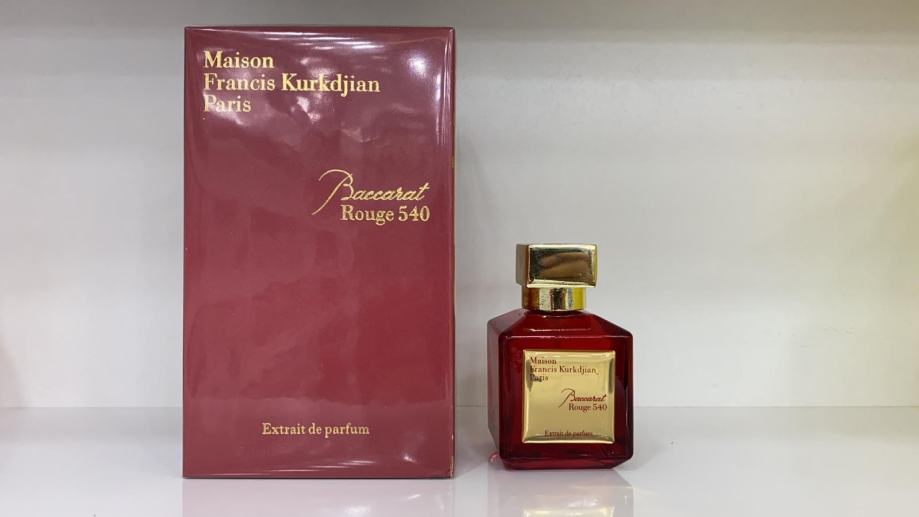 Maison
Francis Kurkdjian
Paris
Baccarat
Rouge 540
Extrait de parfum
Maison
Francis Kurkdjian
Paris
Baccarat
Rouge 540
Extrait de parfum